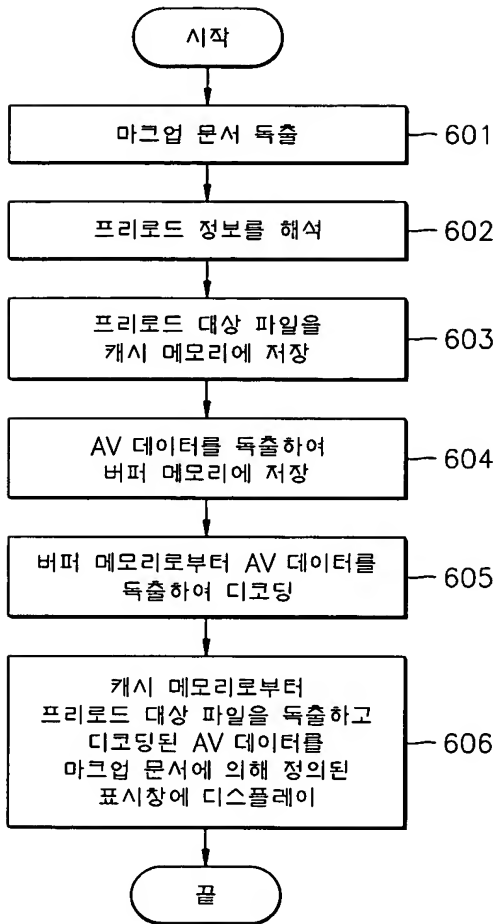 시작
마크업 문서 독출
601
프리로드 정보를 해석
602
프리로드 대상 파일을
캐시 메모리에 저장
603
AV 데이터를 독출하여
버퍼 메모리에 저장
604
버퍼 메모리로부터 AV 데이터를
독출하여 디코딩
605
캐시 메모리로부터
프리로드 대상 파일을 독출하고
디코딩된 AV 데이터를
마크업 문서에 의해 정의된
표시창에 디스플레이
606
끝